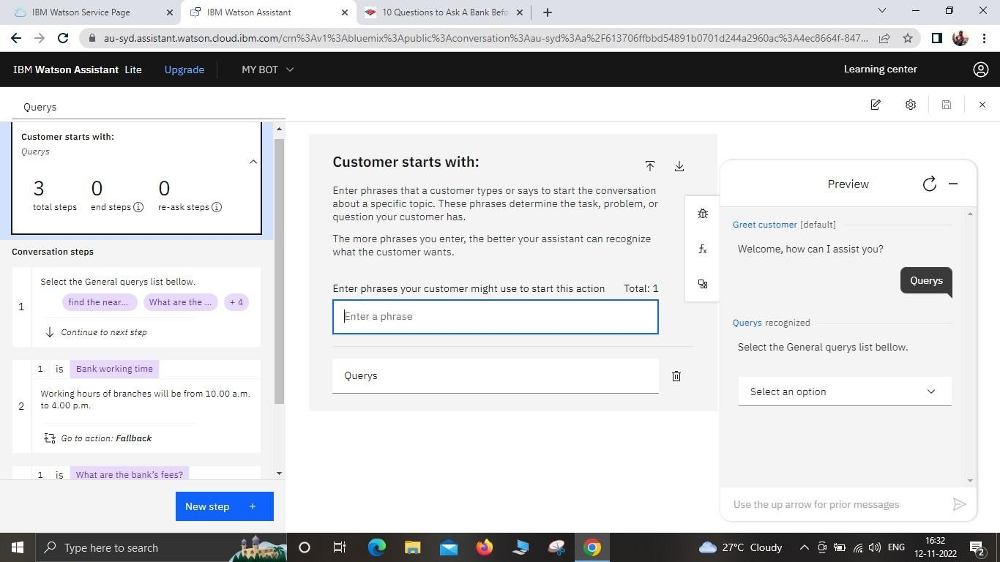 IBM Watson Service Page
IBM Watson Assistant
10 Questions to Ask A Bank Befo
au-syd.assistant.watson.cloud.ibm.com/crn%3Av1%3Abluemix%3Apublic%3Aconversation%3Aau-syd%3Aa%2F613706ffbbd54891b0701d244a2960ac%3A4ec8664f-847...
IBM Watson Assistant Lite
Upgrade
MY BOT
Learning center
Querys
Customer starts with:
Querys
3
0
0
total steps
end steps
re-ask steps
Conversation steps
1
Select the General querys list bellow.
find the near...
What are the ...
+ 4
Continue to next step
2
1 is Bank working time
Working hours of branches will be from 10.00 a.m.
to 4.00 p.m.
Go to action: Fallback
1 is What are the bank's fees?
New step +
Customer starts with:
Enter phrases that a customer types or says to start the conversation
about a specific topic. These phrases determine the task, problem, or
question your customer has.
The more phrases you enter, the better your assistant can recognize
what the customer wants.
Enter phrases your customer might use to start this action
Total: 1
Enter a phrase
Querys
Preview
Greet customer [default]
Welcome, how can I assist you?
Querys
Querys recognized
Select the General querys list bellow.
Select an option
Use the up arrow for prior messages
Type here to search
27°C Cloudy
ENG
16:32
12-11-2022
2